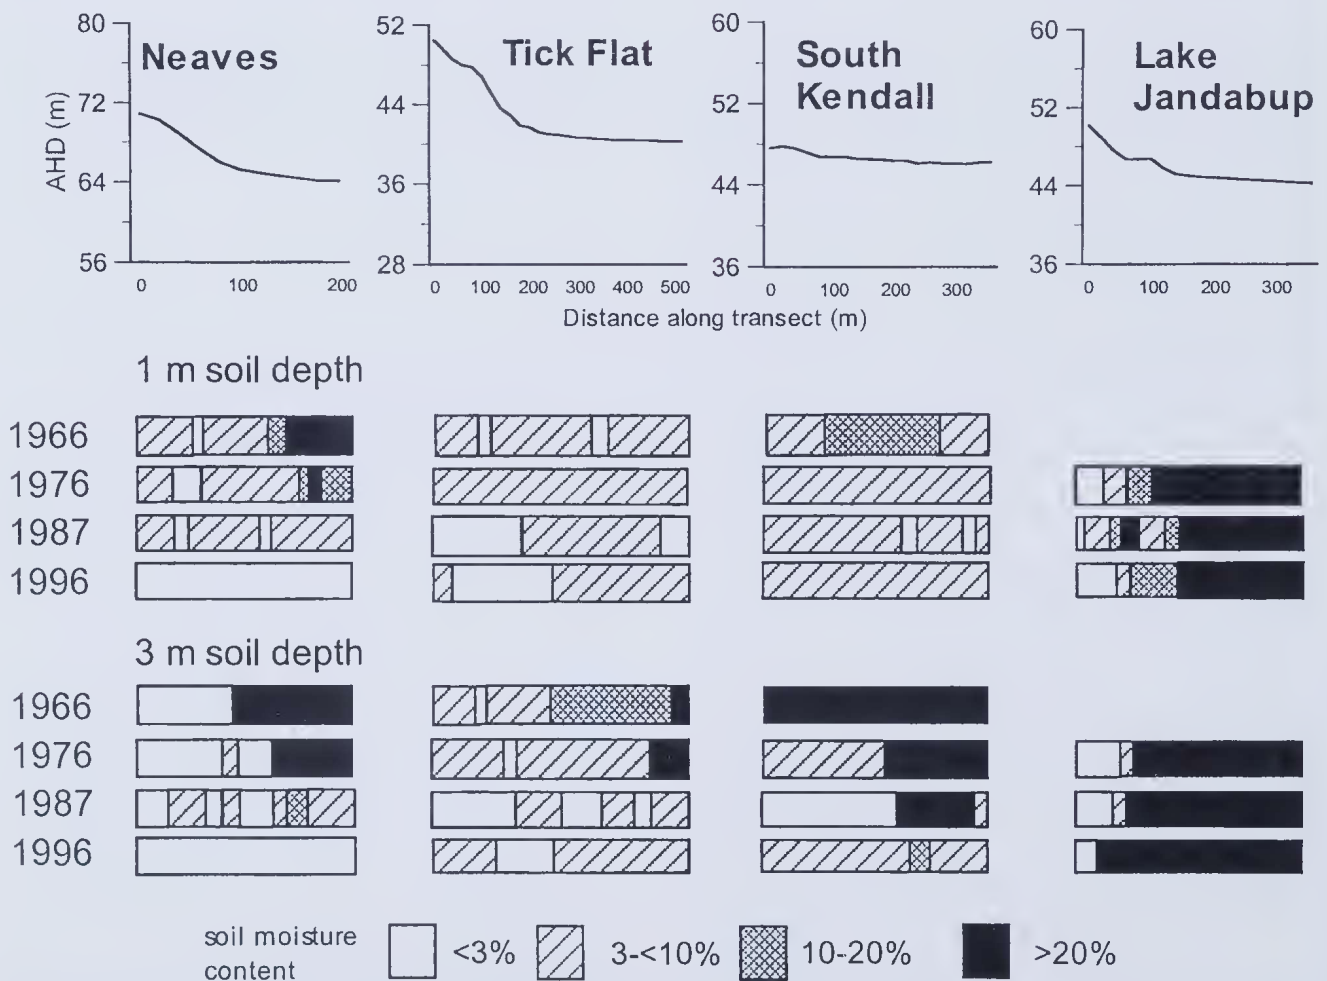 80
72
64
56
AHD (m)
Neaves
0 100 200
52
44
36
28
Tick Flat
0 100 200 300 400 500
60
52
44
36
South
Kendall
0 100 200 300
60
52
44
36
Lake
Jandabup
0 100 200 300
Distance along transect (m)
1 m soil depth
1966
1976
1987
1996
3 m soil depth
1966
1976
1987
1996
soil moisture
content
<3%
3-<10%
10-20%
>20%